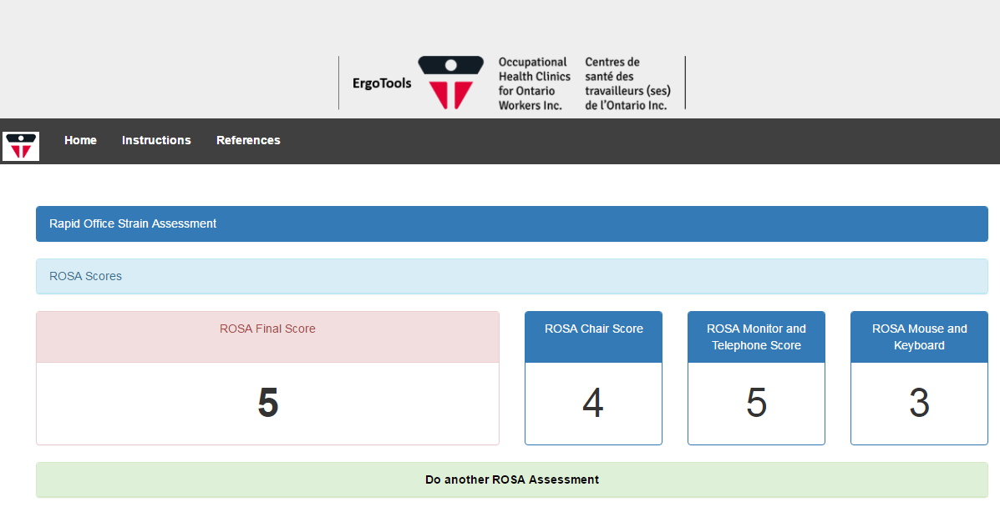 ErgoTools
Occupational
Health Clinics
for Ontario
Workers Inc.
Centres de
santé des
travailleurs (ses)
de l'Ontario Inc.
Home Instructions References
Rapid Office Strain Assessment
ROSA Scores
ROSA Final Score
5
ROSA Chair Score
4
ROSA Monitor and
Telephone Score
5
ROSA Mouse and
Keyboard
3
Do another ROSA Assessment